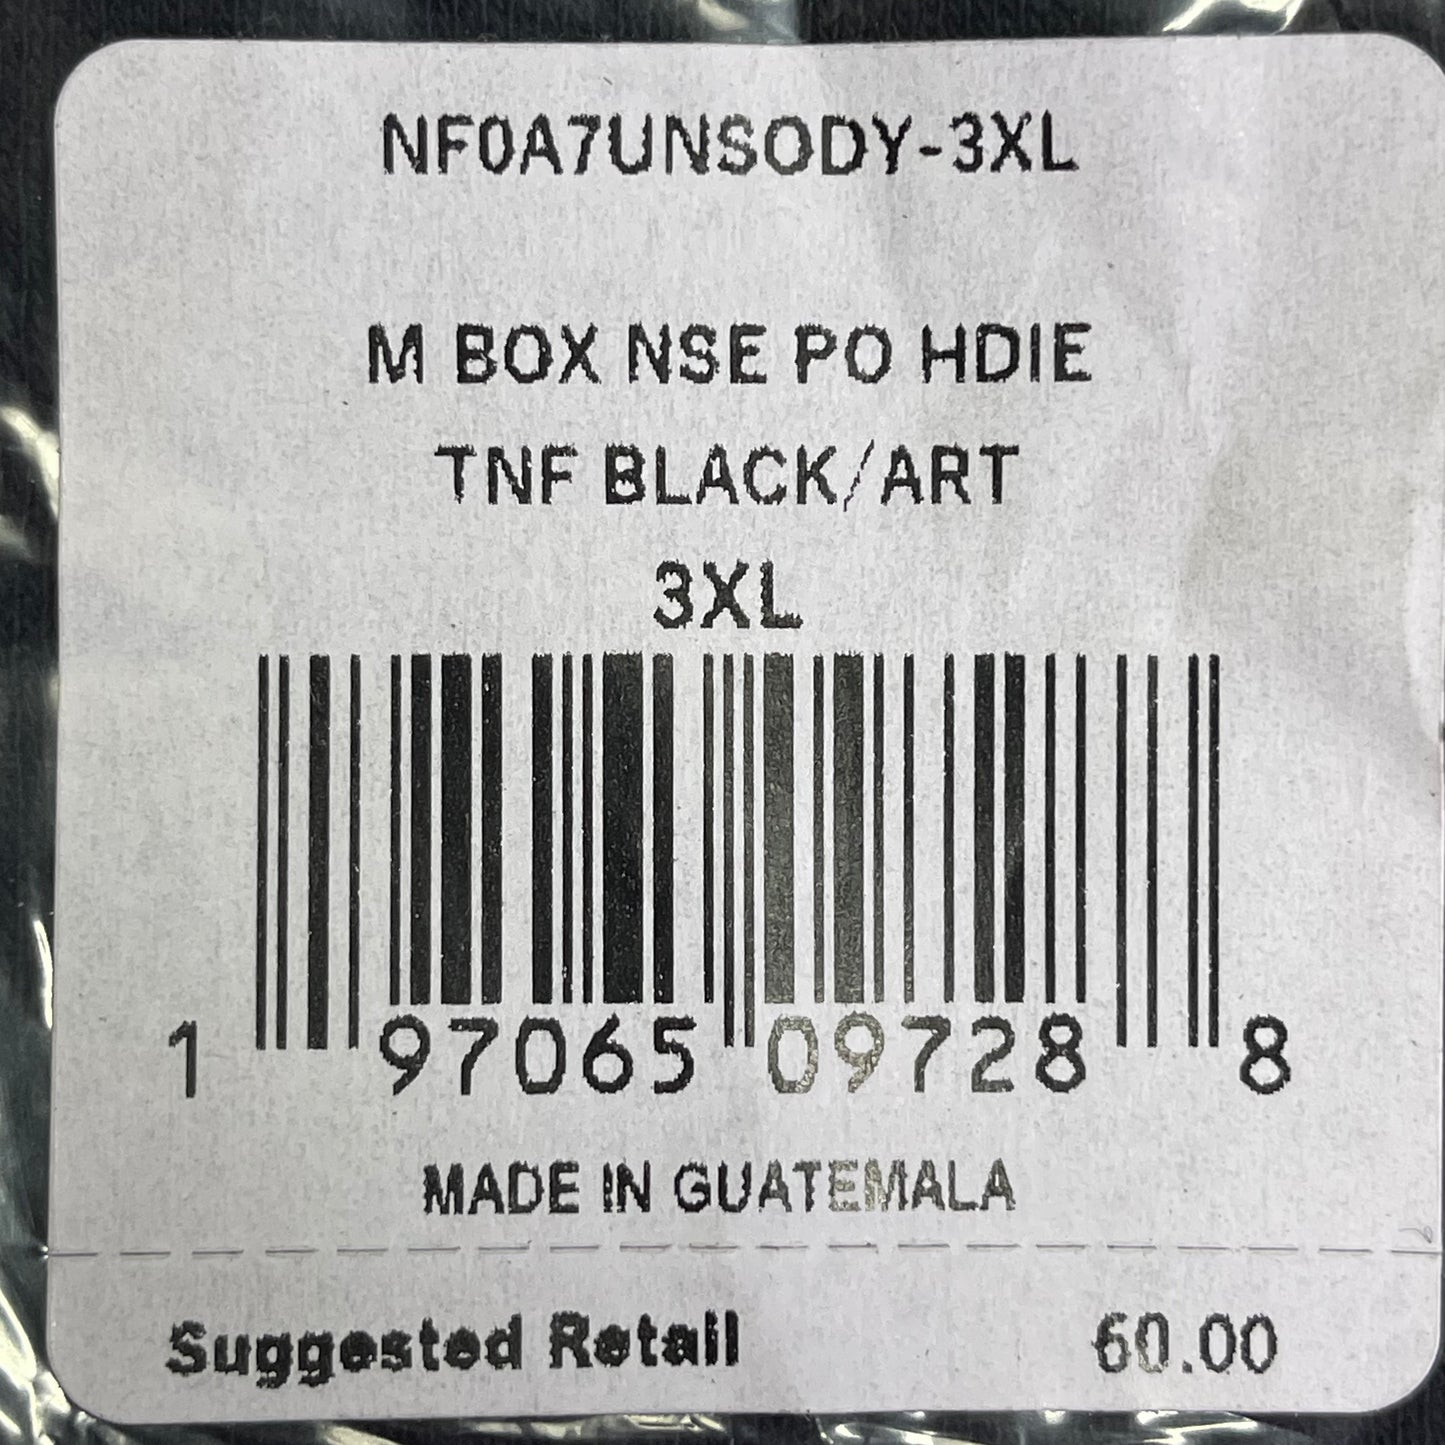 NF0A7UNSODY-3XL
M BOX NSE PO HDIE
TNF BLACK/ART
3XL
1 97065 09728 8
MADE IN GUATEMALA
Suggested Retail 60.00